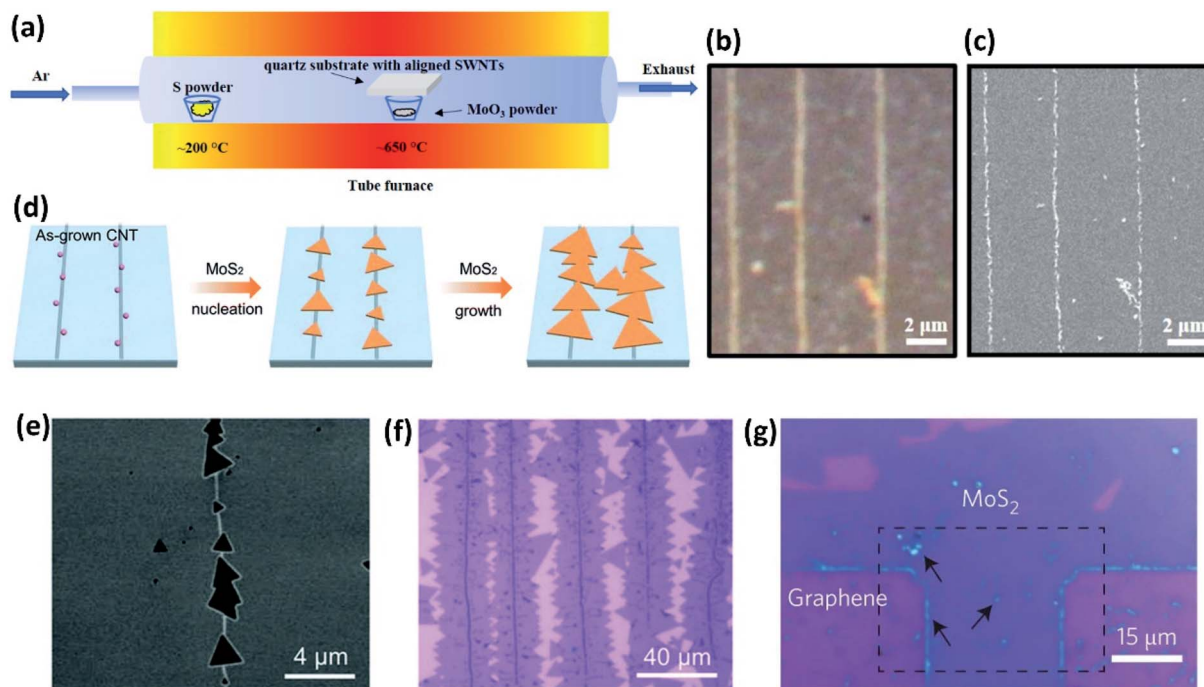 (a)
Ar
S powder
quartz substrate with aligned SWNTs
MoO₃ powder
Exhaust
~200 °C
~650 °C
Tube furnace
(b)
2 μm
(c)
2 μm
(d)
As-grown CNT
MoS₂
nucleation
MoS₂
growth
(e)
4 μm
(f)
40 μm
(g)
MoS₂
Graphene
15 μm